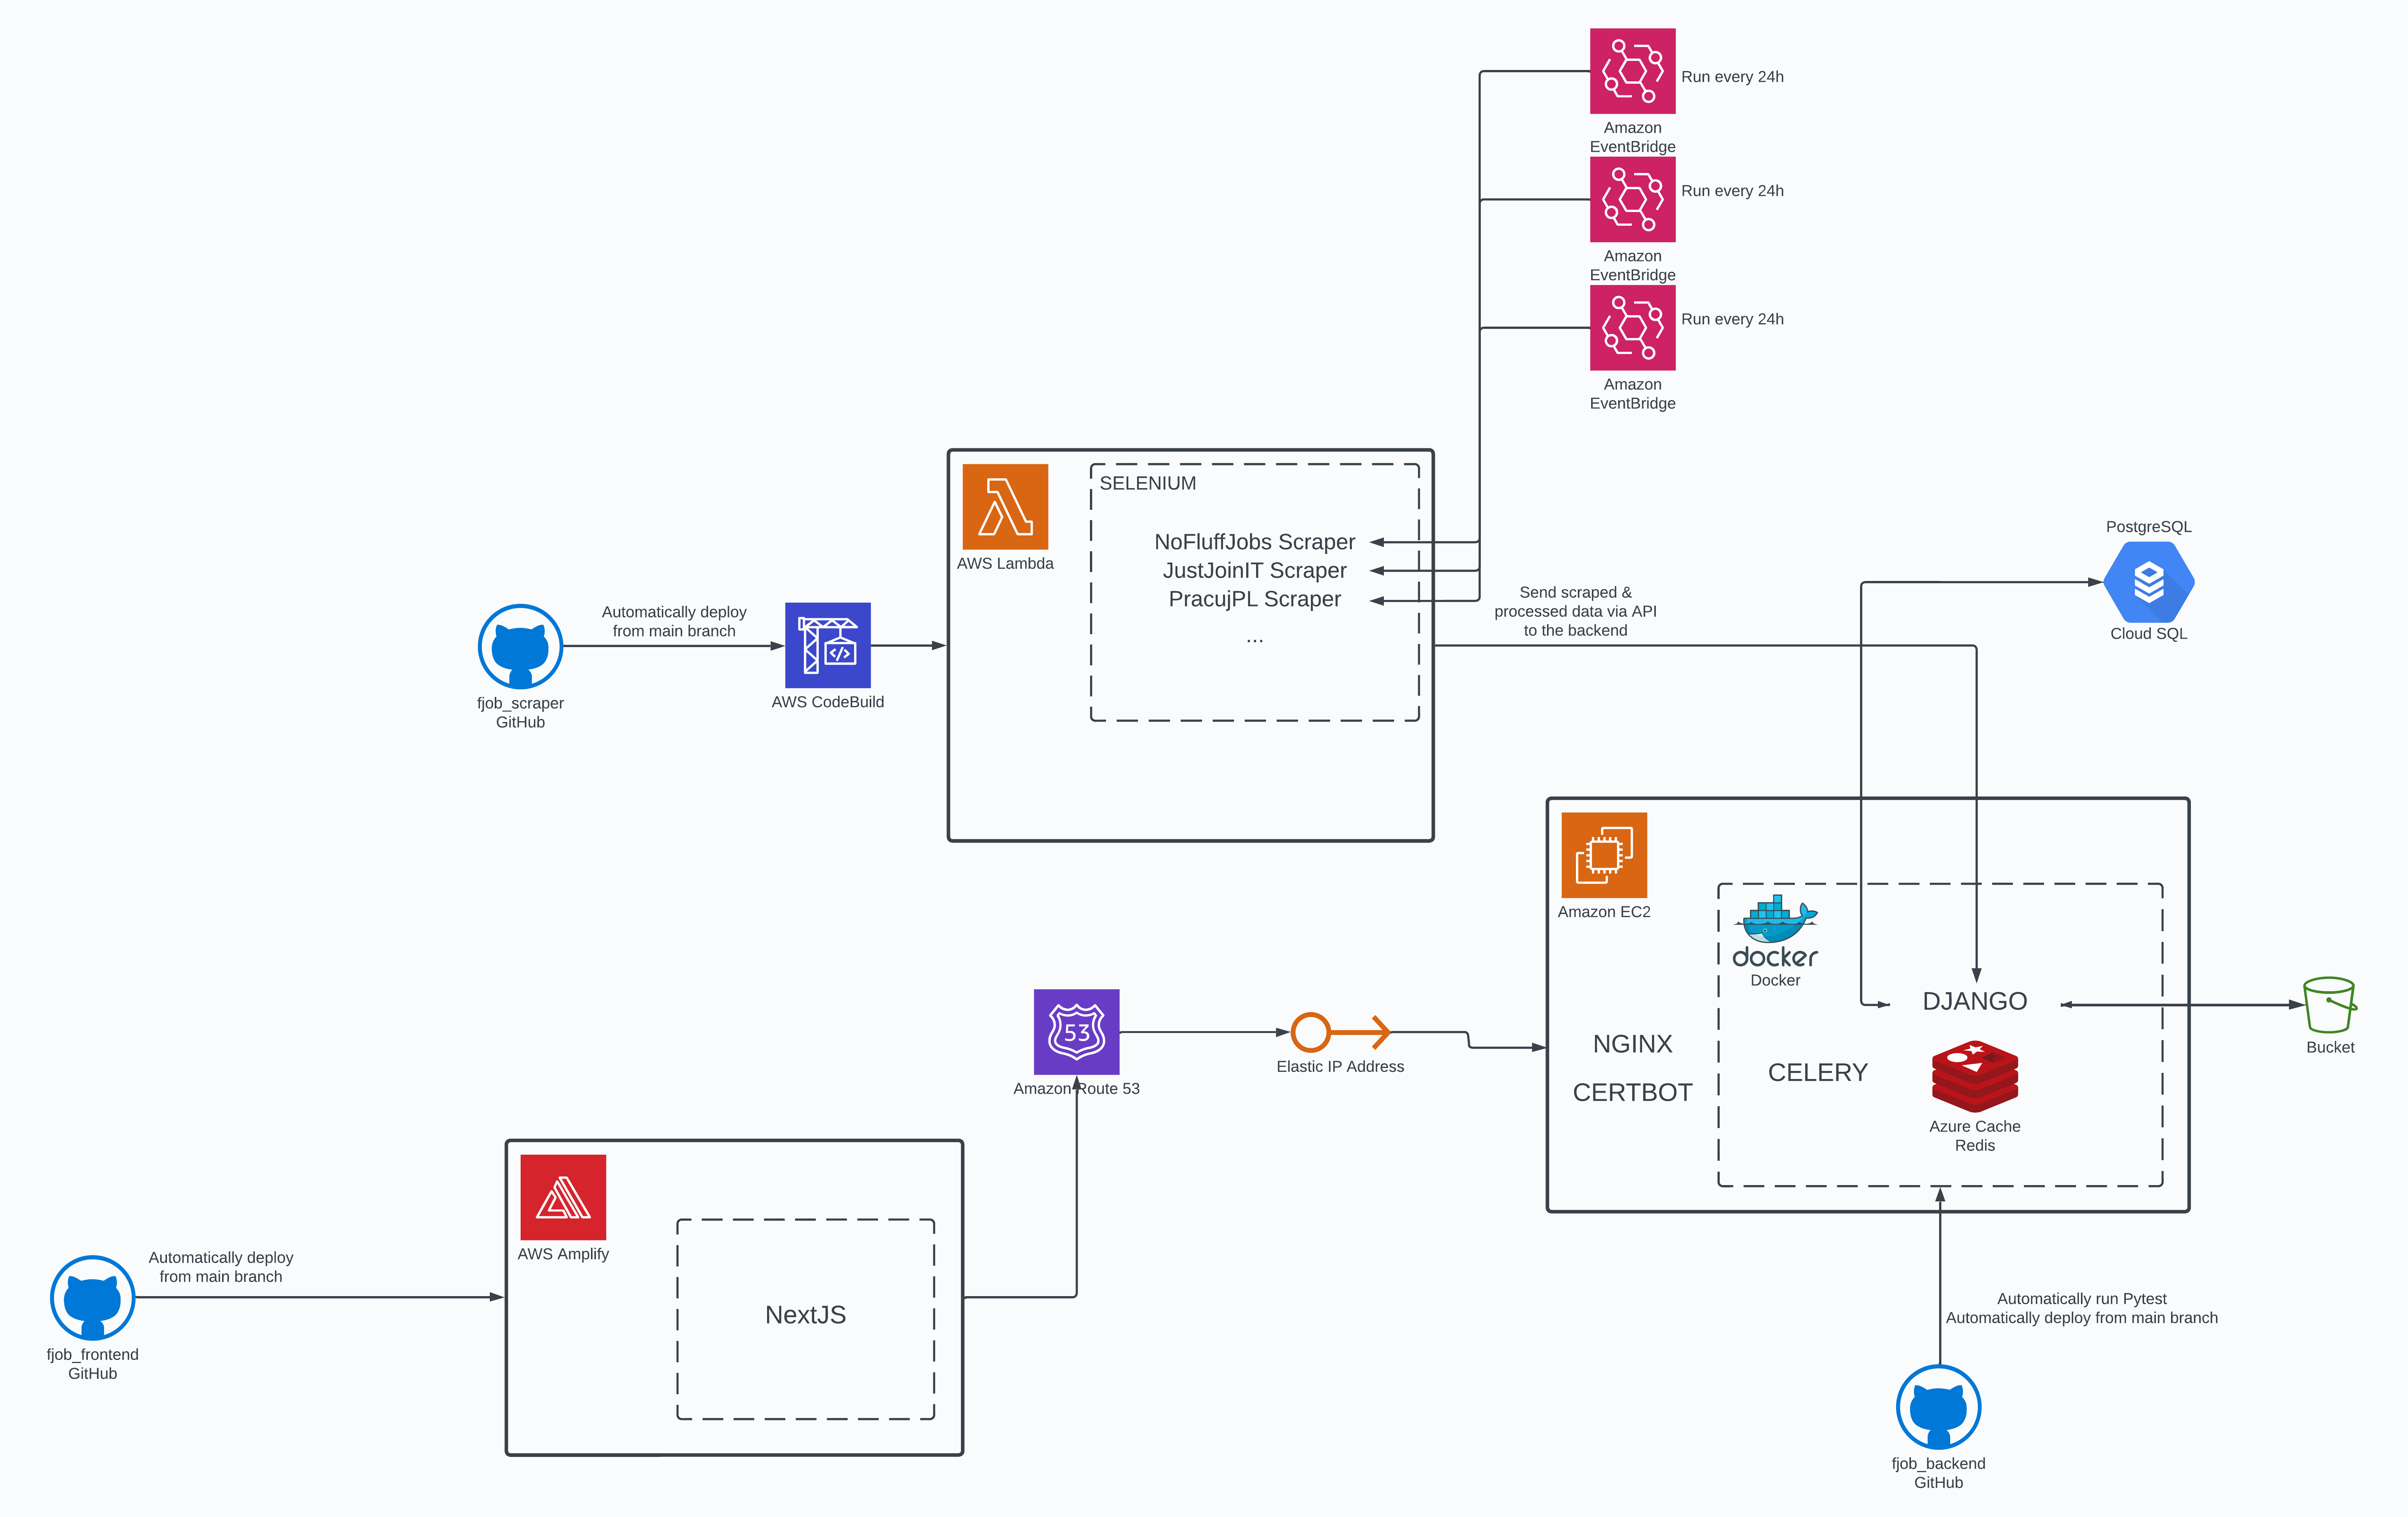 Run every 24h
Amazon
EventBridge
Run every 24h
Amazon
EventBridge
Run every 24h
Amazon
EventBridge
SELENIUM
AWS Lambda
NoFluffJobs Scraper
JustJoinIT Scraper
PracujPL Scraper
...
Automatically deploy
from main branch
fjob_scraper
GitHub
AWS CodeBuild
Send scraped &
processed data via API
to the backend
PostgreSQL
Cloud SQL
Amazon EC2
docker
Docker
DJANGO
NGINX
CERTBOT
CELERY
Azure Cache
Redis
Bucket
53
Amazon Route 53
Elastic IP Address
AWS Amplify
NextJS
Automatically deploy
from main branch
fjob_frontend
GitHub
Automatically run Pytest
Automatically deploy from main branch
fjob_backend
GitHub